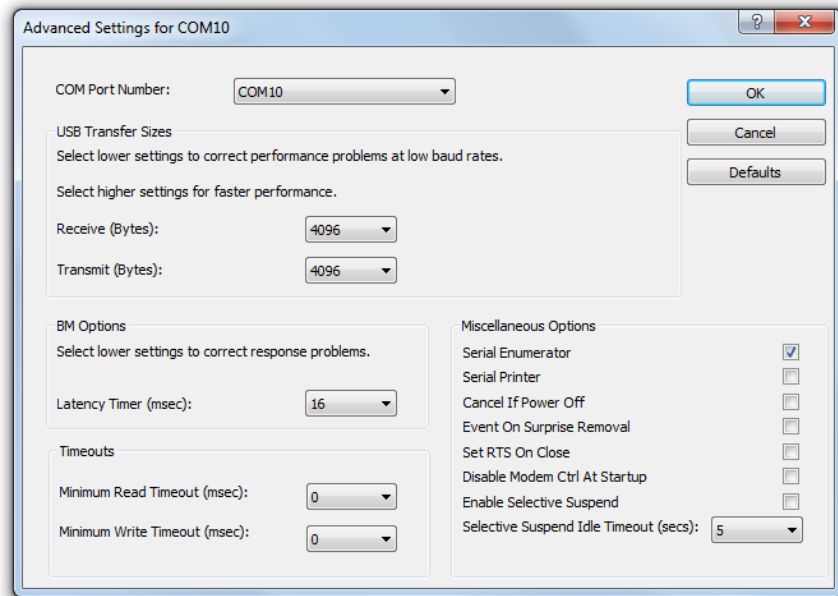 Advanced Settings for COM10
?
COM Port Number:
COM10
OK
Cancel
Defaults
USB Transfer Sizes
Select lower settings to correct performance problems at low baud rates.
Select higher settings for faster performance.
Receive (Bytes):
4096
Transmit (Bytes):
4096
BM Options
Select lower settings to correct response problems.
Latency Timer (msec):
16
Timeouts
Minimum Read Timeout (msec):
0
Minimum Write Timeout (msec):
0
Miscellaneous Options
Serial Enumerator
Serial Printer
Cancel If Power Off
Event On Surprise Removal
Set RTS On Close
Disable Modem Ctrl At Startup
Enable Selective Suspend
Selective Suspend Idle Timeout (secs):
5